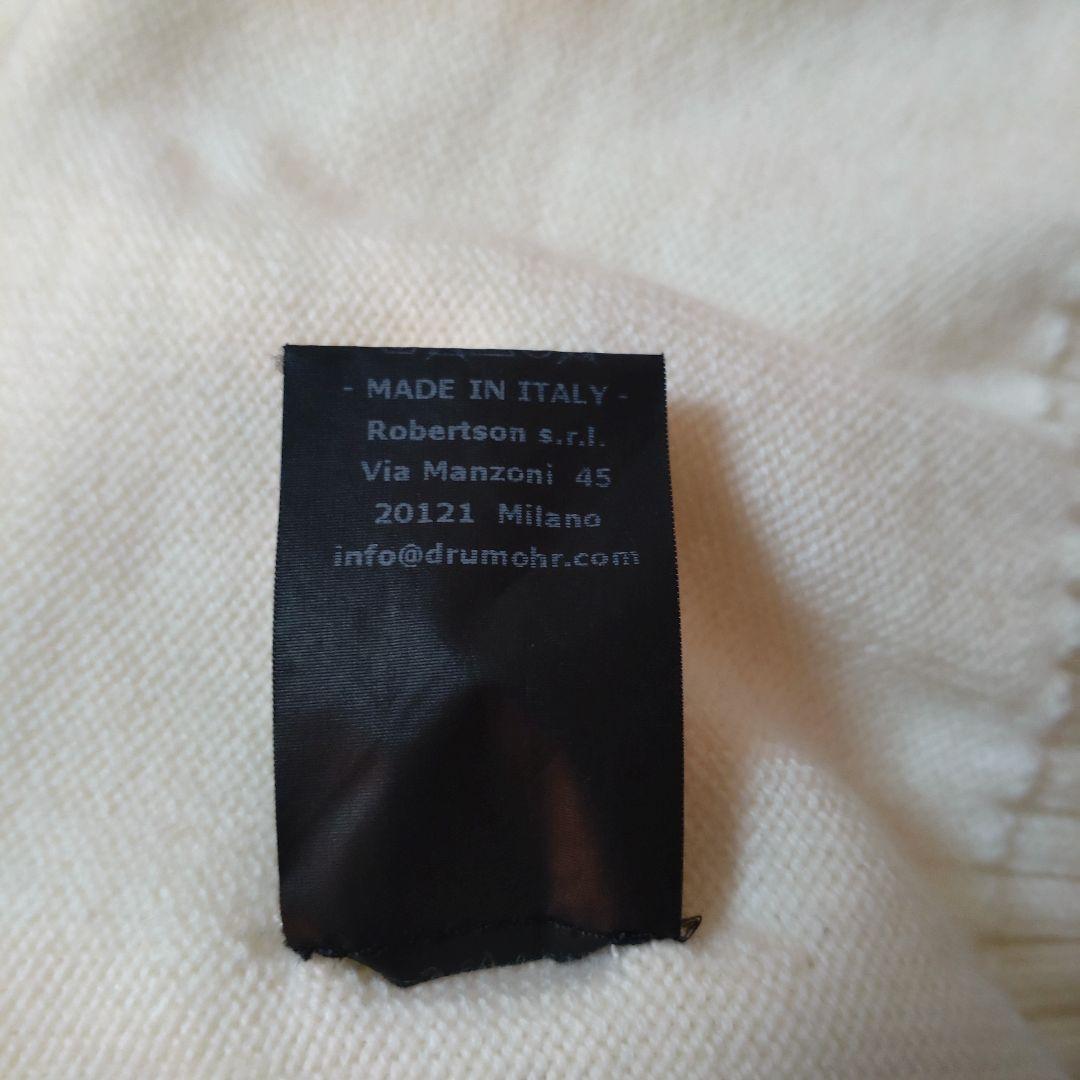 - MADE IN ITALY -
Robertson s.r.l.
Via Manzoni 45
20121 Milano
info@drumohr.com